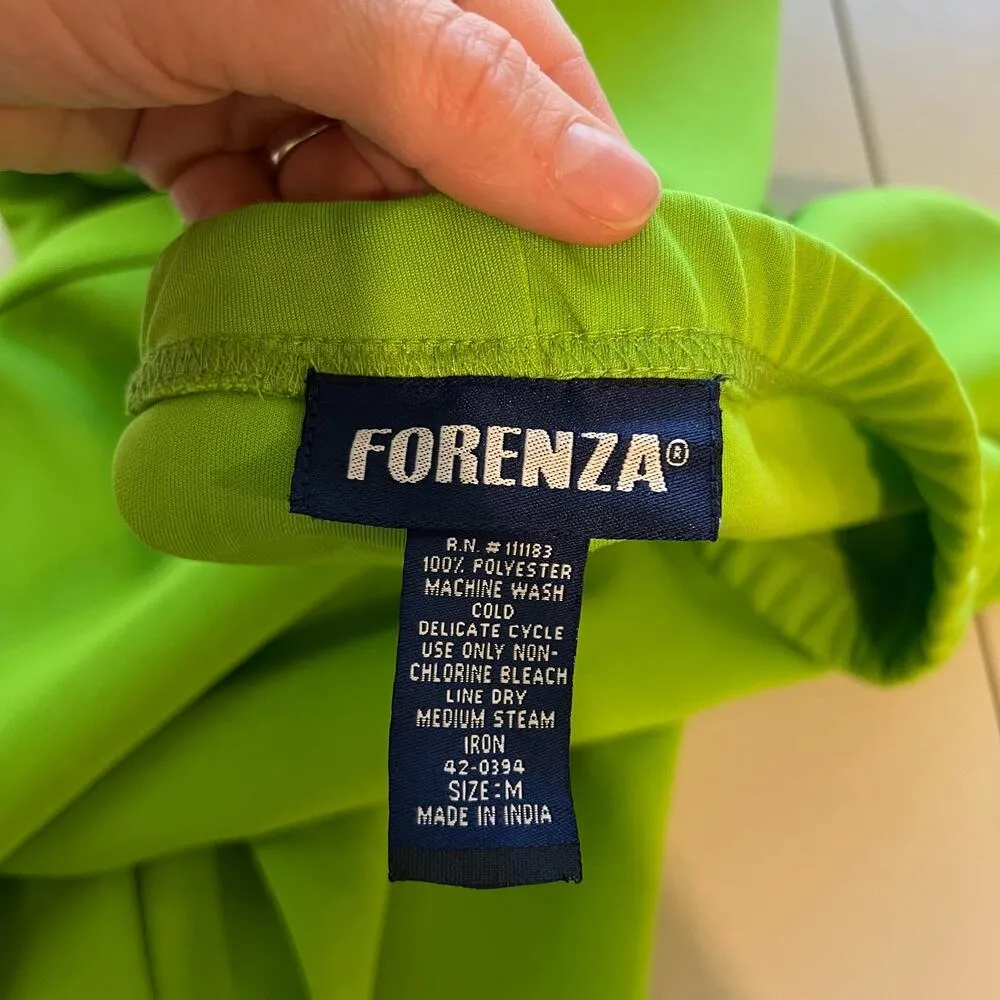 FORENZA®
R.N. # 111183
100% POLYESTER
MACHINE WASH
COLD
DELICATE CYCLE
USE ONLY NON-
CHLORINE BLEACH
LINE DRY
MEDIUM STEAM
IRON
42-0394
SIZE: M
MADE IN INDIA